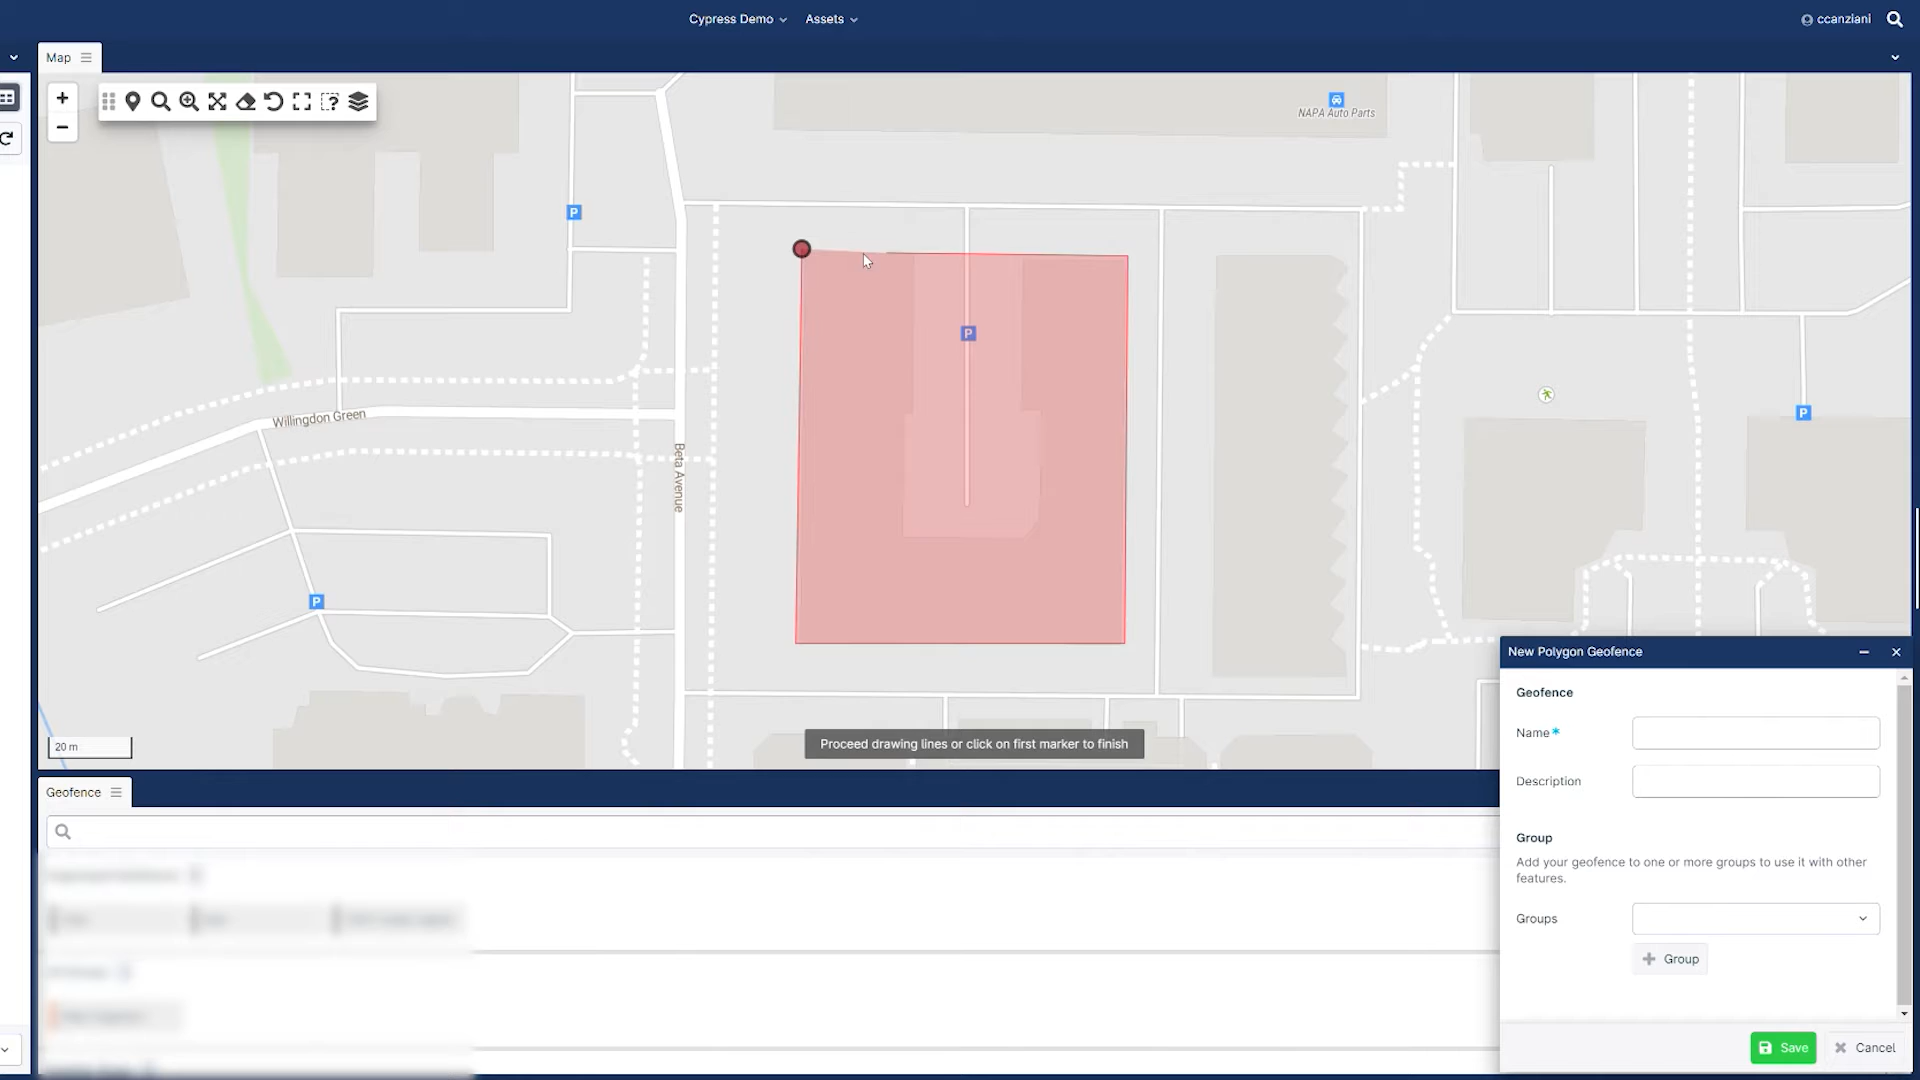 Cypress Demo
Assets
ccanziani
Map
NAPA Auto Parts
P
P
Willingdon Green
P
Beta Avenue
P
New Polygon Geofence
Geofence
Name*
20 m
Proceed drawing lines or click on first marker to finish
Description
Geofence
Group
Add your geofence to one or more groups to use it with other
features.
Groups
Group
Save
Cancel